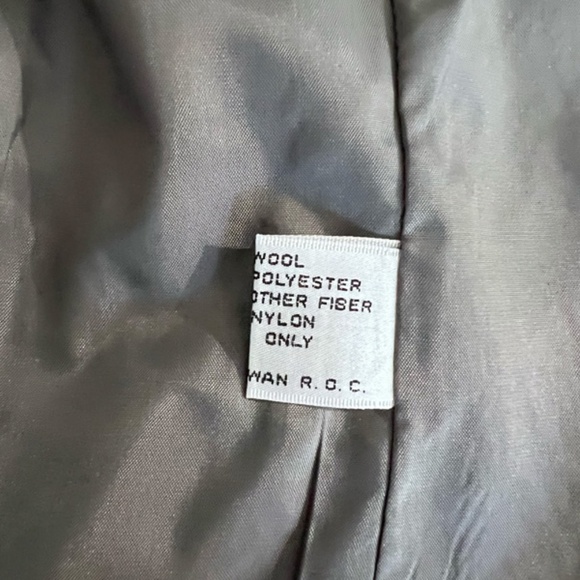 WOOL
POLYESTER
OTHER FIBER
NYLON
ONLY
WAN R.O.C.